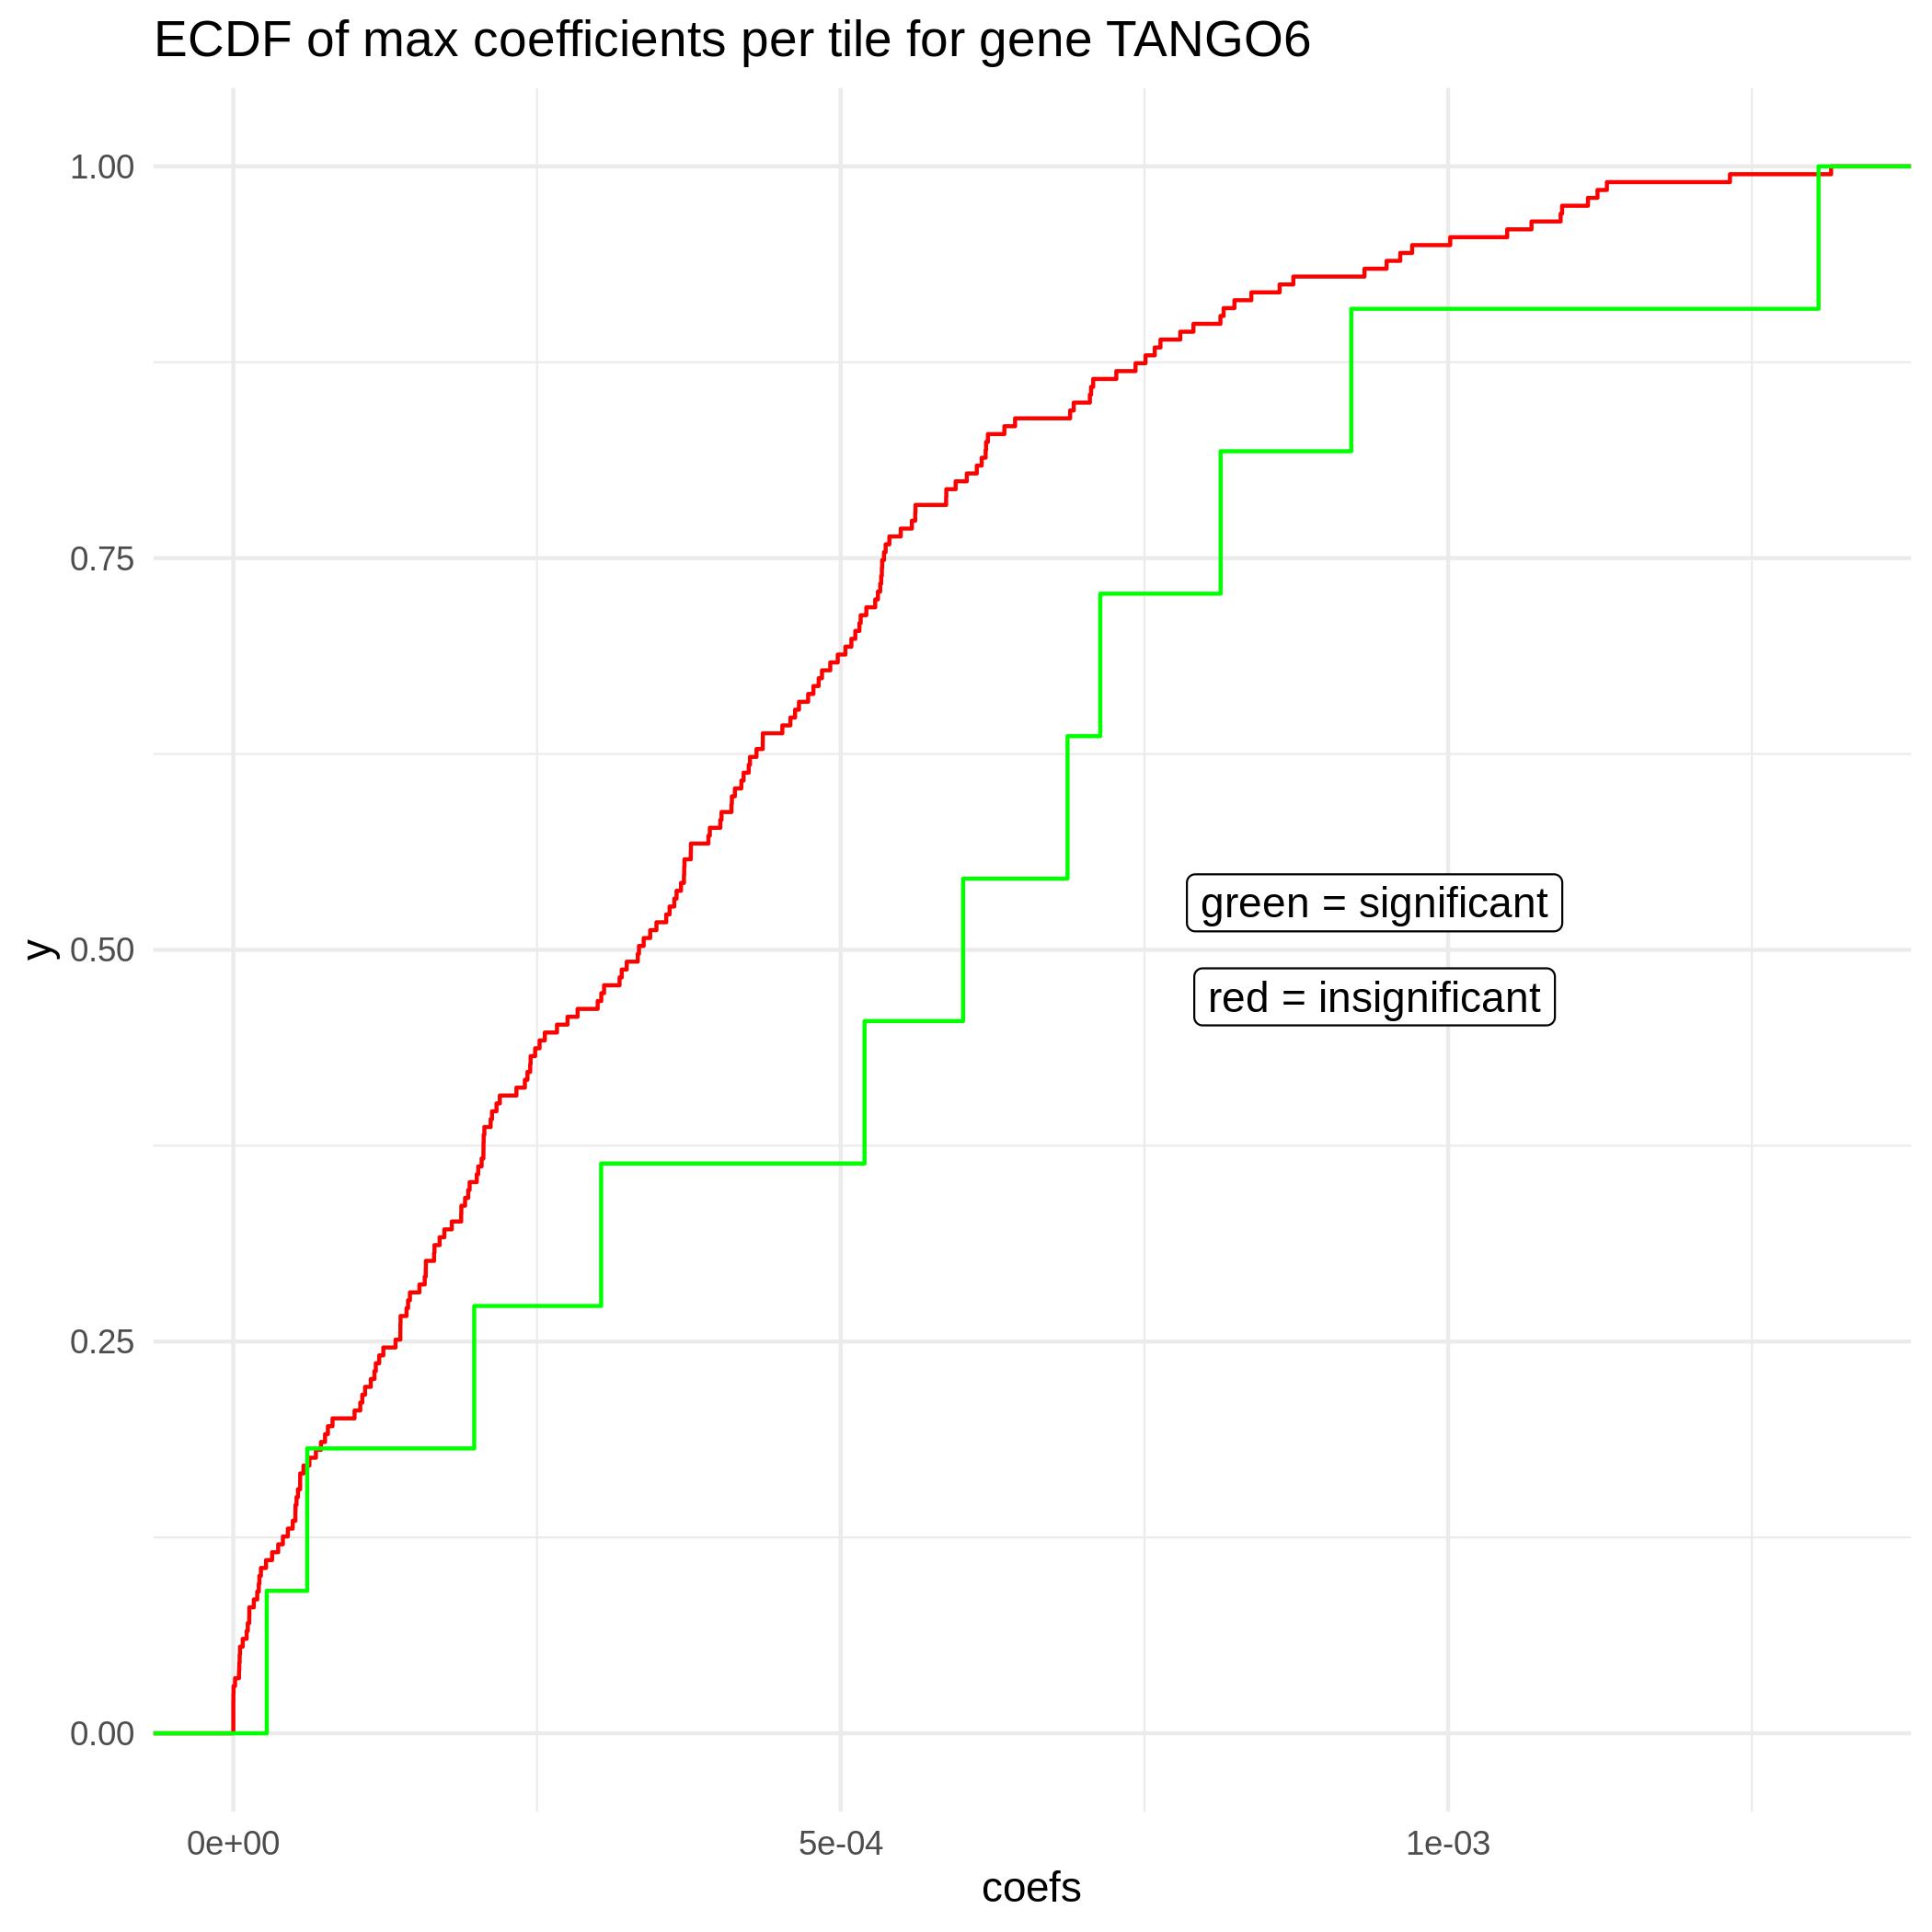 ECDF of max coefficients per tile for gene TANGO6
1.00
0.75
0.50
0.25
0.00
y
green = significant
red = insignificant
0e+00
5e-04
1e-03
coefs